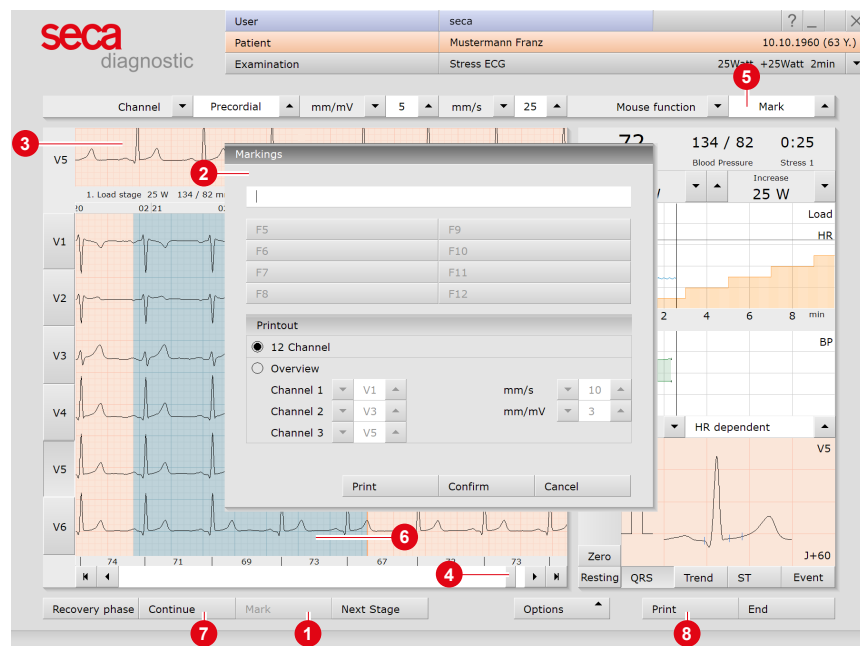 seca
diagnostic
User seca ? _ X
Patient Mustermann Franz 10.10.1960 (63 Y.)
Examination Stress ECG 25Watt +25Watt 2min
5
Channel Precordial mm/mV 5 mm/s 25 Mouse function Mark
3
V5
72 134 / 82 0:25
Blood Pressure Stress 1
Markings
2
Increase
25 W
1. Load stage 25 W 134 / 82 m
02 21
Load
HR
V1
F5 F9
F6 F10
F7 F11
F8 F12
V2
2 4 6 8 min
Printout
12 Channel
BP
V3
Overview
Channel 1 V1 mm/s 10
Channel 2 V3 mm/mV 3
Channel 3 V5
V4
HR dependent
V5
V5
Print Confirm Cancel
V6
6
74 71 69 73 67 73
J+60
Zero
4
Resting QRS Trend ST Event
Recovery phase Continue Mark Next Stage Options Print End
7 1 8